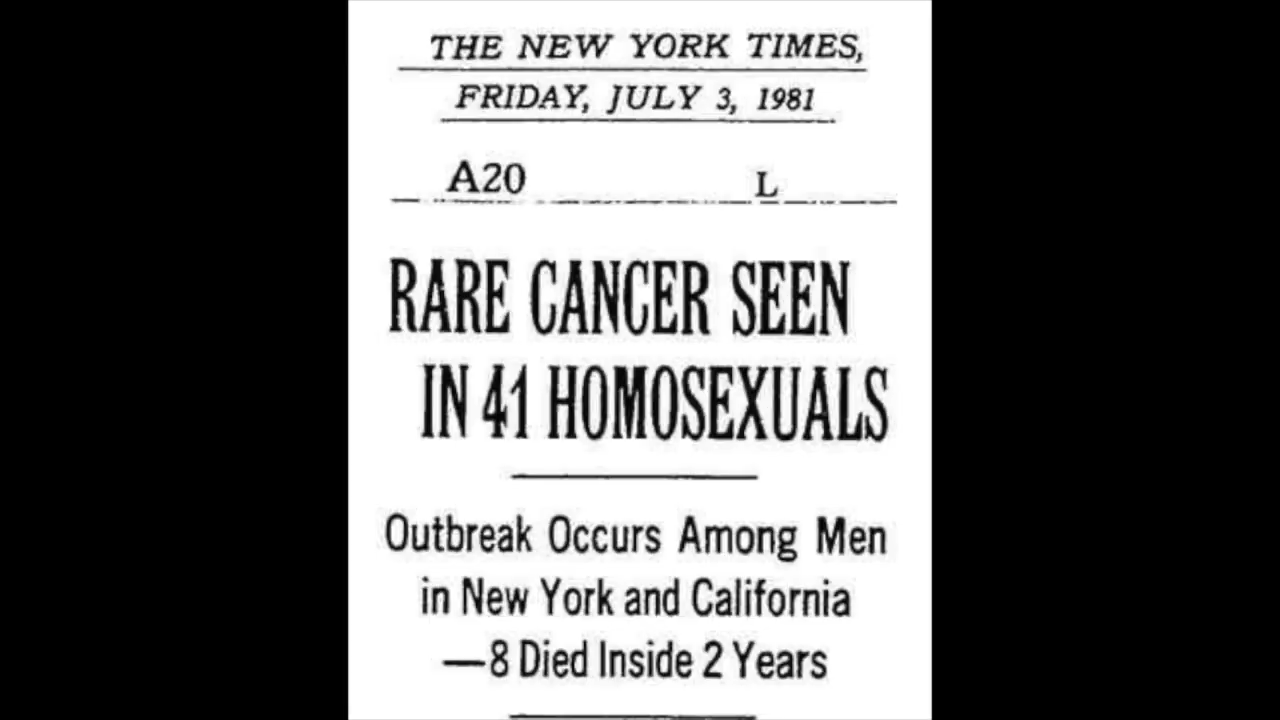 THE NEW YORK TIMES,
FRIDAY, JULY 3, 1981
A20 L
RARE CANCER SEEN
IN 41 HOMOSEXUALS
Outbreak Occurs Among Men
in New York and California
—8 Died Inside 2 Years